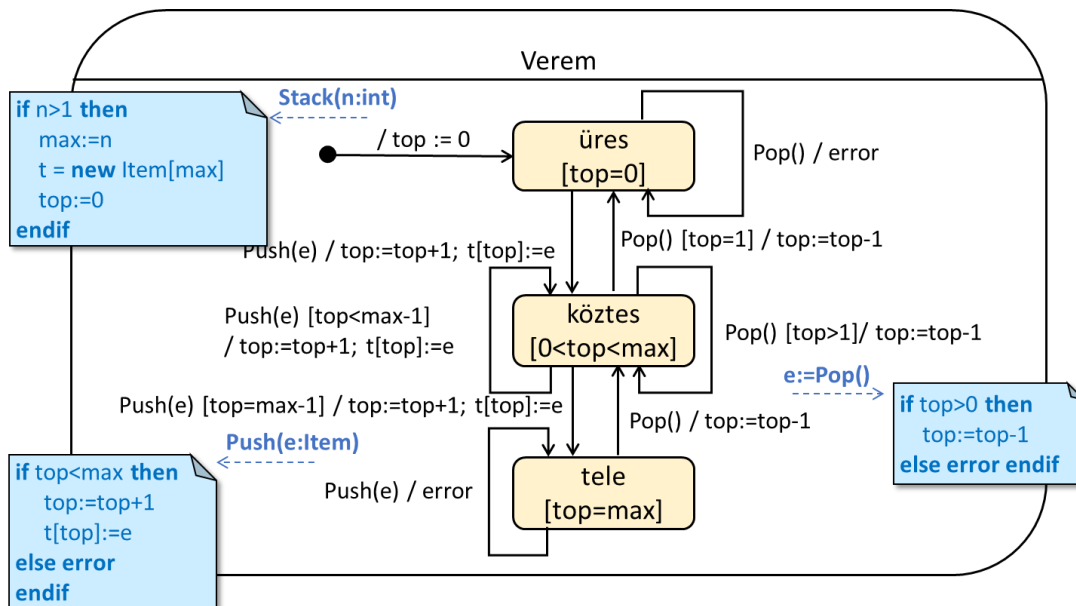 Verem
if n>1 then
max:=n
t = new Item[max]
top:=0
endif
Stack(n:int)
/ top := 0
üres
[top=0]
Pop() / error
Push(e) / top:=top+1; t[top]:=e
Pop() [top=1] / top:=top-1
Push(e) [top<max-1]
/ top:=top+1; t[top]:=e
köztes
[0<top<max]
Pop() [top>1]/ top:=top-1
e:=Pop()
if top>0 then
top:=top-1
else error endif
Push(e) [top=max-1] / top:=top+1; t[top]:=e
Pop() / top:=top-1
Push(e:Item)
if top<max then
top:=top+1
t[top]:=e
else error
endif
Push(e) / error
tele
[top=max]